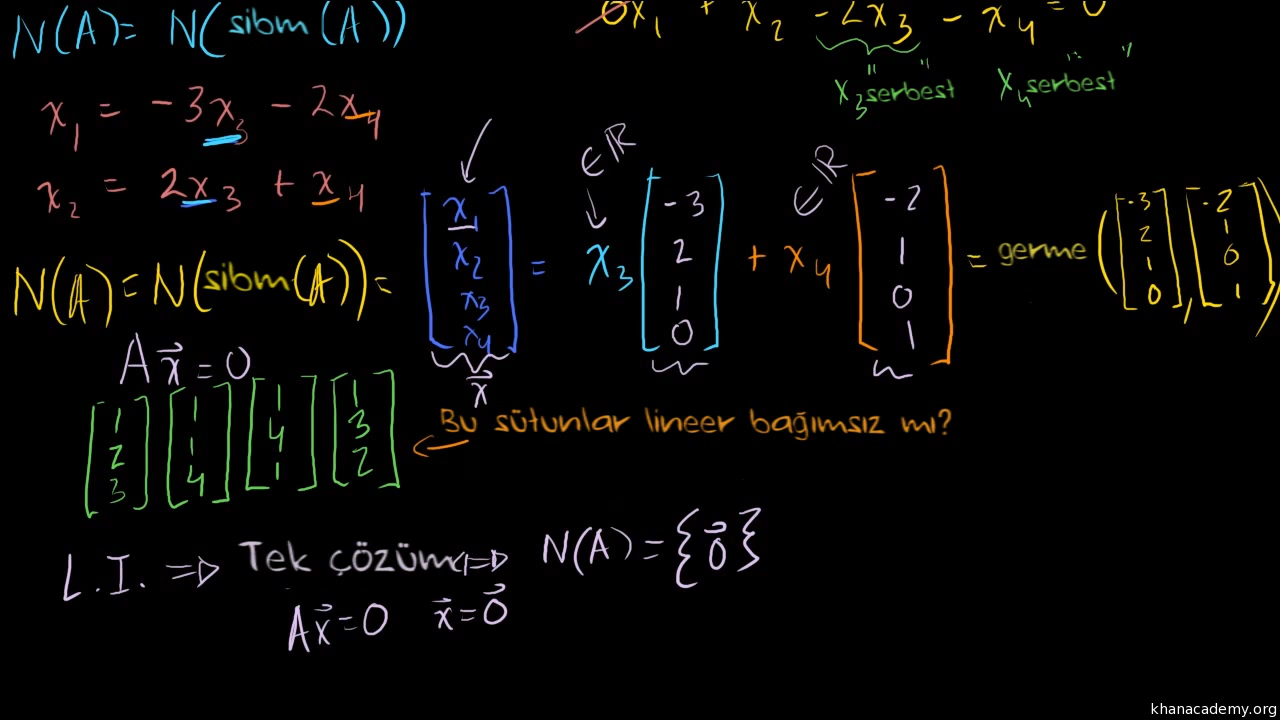 N(A) = N(sibm(A))
0x₁ + x₂ - 2x₃ - x₄ = 0
x₃ "serbest" x₄ "serbest"
x₁ = -3x₃ - 2x₄
x₂ = 2x₃ + x₄
∈ℝ ∈ℝ
N(A) = N(sibm(A)) = [x₁ x₂ x₃ x₄] = x₃ [-3 2 1 0] + x₄ [-2 1 0 1] = germe ([-3 2 1 0], [-2 1 0 1])
x⃗
Ax⃗ = 0
[1 2 3] [1 1 4] [1 4 1] [1 3 2]
Bu sütunlar lineer bağımsız mı?
L.I. ⇒ Tek çözüm ⇔ N(A) = {0⃗}
Ax⃗ = 0 x⃗ = 0⃗
khanacademy.org